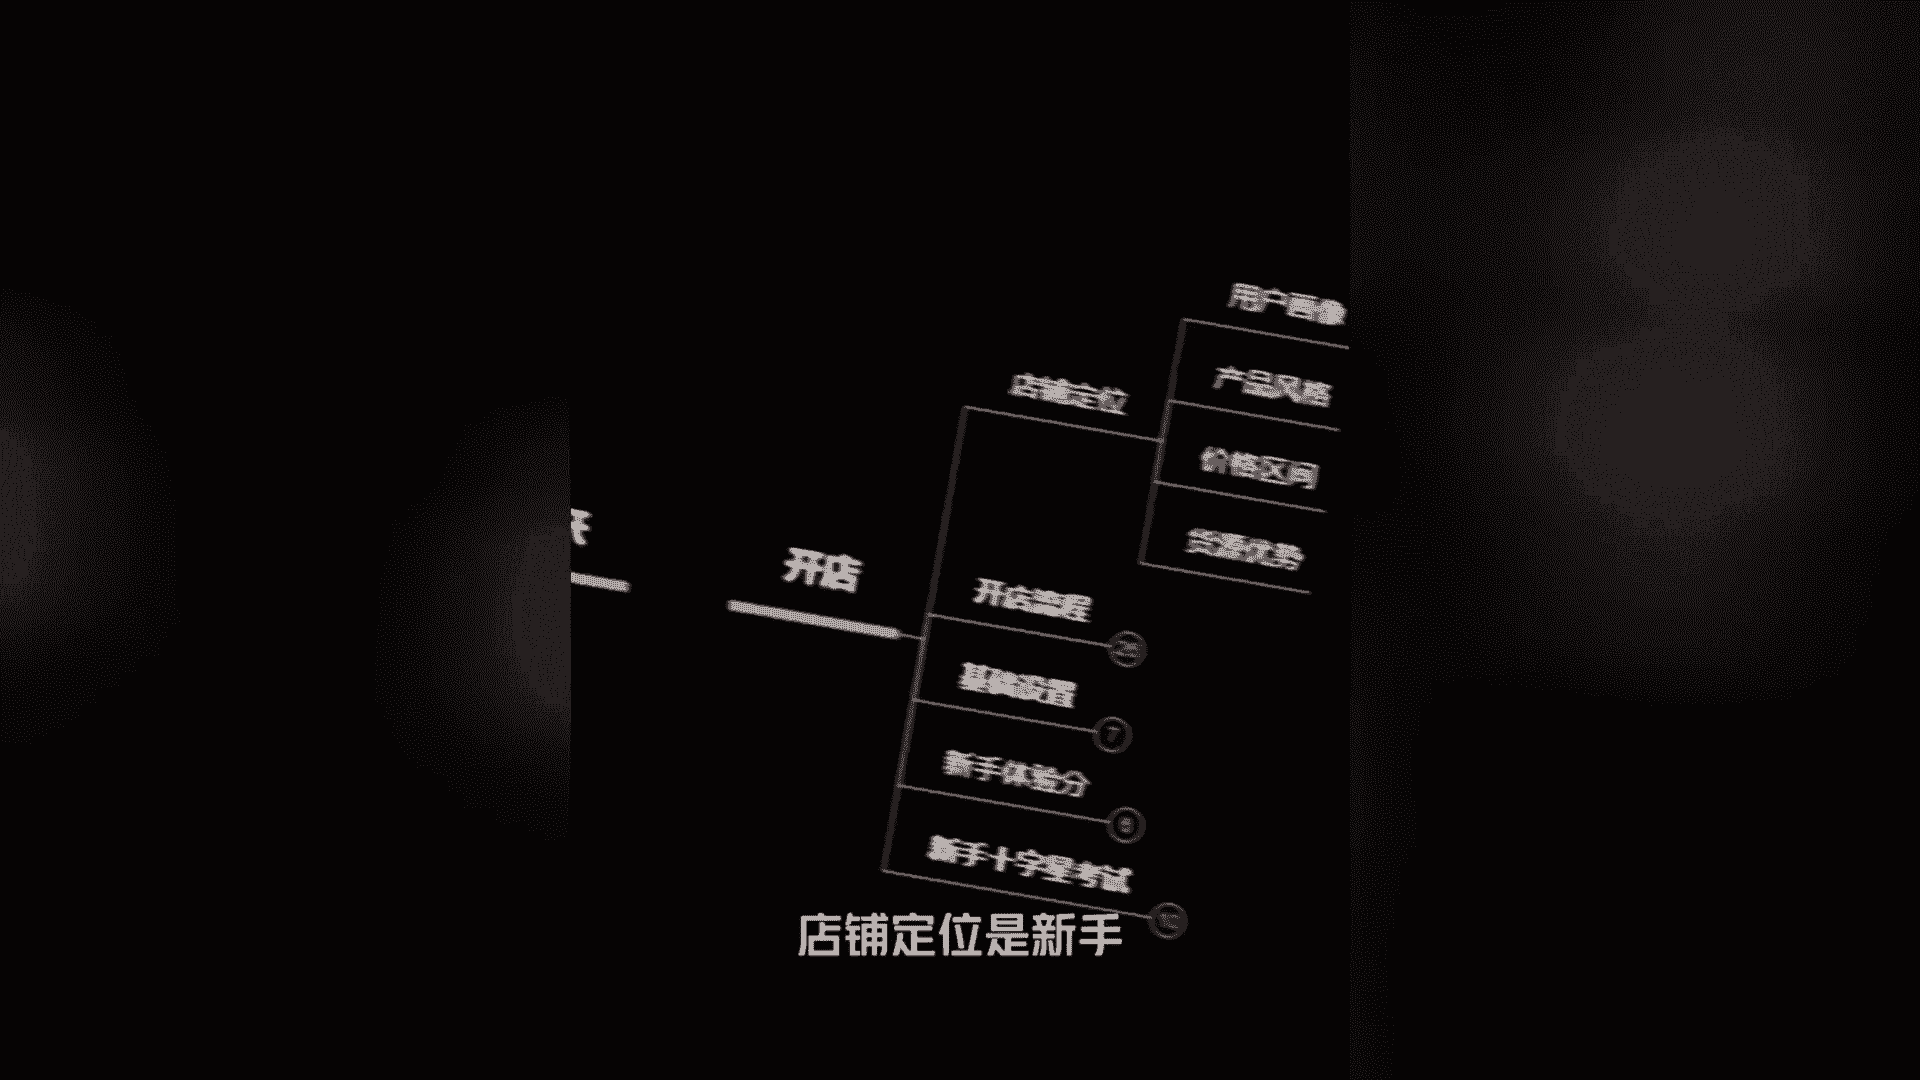 用户画像
店铺定位
产品风格
价格区间
货源优势
开店
开店流程
基础设置
7
新手体验分
新手十字星考试
店铺定位是新手